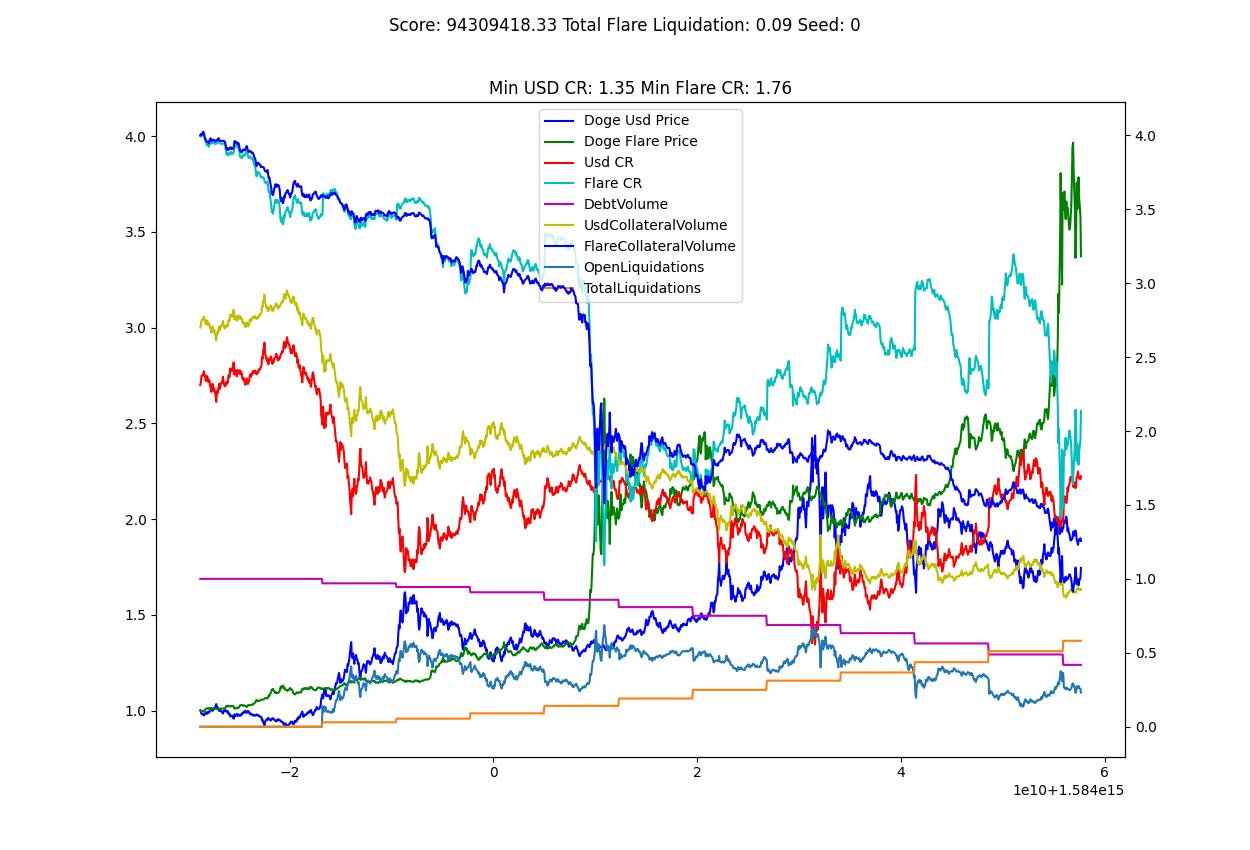 Score: 94309418.33 Total Flare Liquidation: 0.09 Seed: 0
Min USD CR: 1.35 Min Flare CR: 1.76
Doge Usd Price
Doge Flare Price
Usd CR
Flare CR
DebtVolume
UsdCollateralVolume
FlareCollateralVolume
OpenLiquidations
TotalLiquidations
4.0
3.5
3.0
2.5
2.0
1.5
1.0
4.0
3.5
3.0
2.5
2.0
1.5
1.0
0.5
0.0
−2
0
2
4
6
1e10+1.584e15